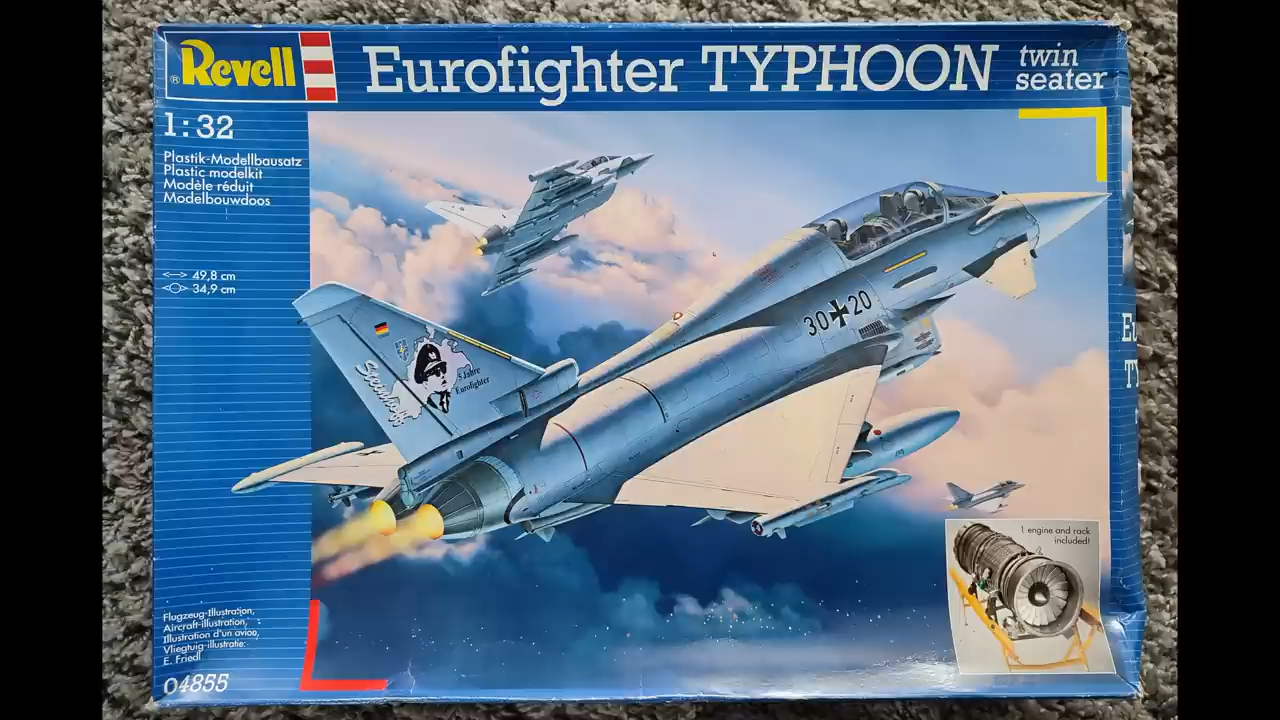 Revell
®
Eurofighter TYPHOON
twin
seater
1:32
Plastik-Modellbausatz
Plastic modelkit
Modèle réduit
Modelbouwdoos
49,8 cm
34,9 cm
30 20
5 Jahre
Eurofighter
Steinhoff
1 engine and rack
included!
Flugzeug-Illustration,
Aircraft-illustration,
Illustration d'un avion,
Vliegtuig-illustratie:
E. Friedl
04855